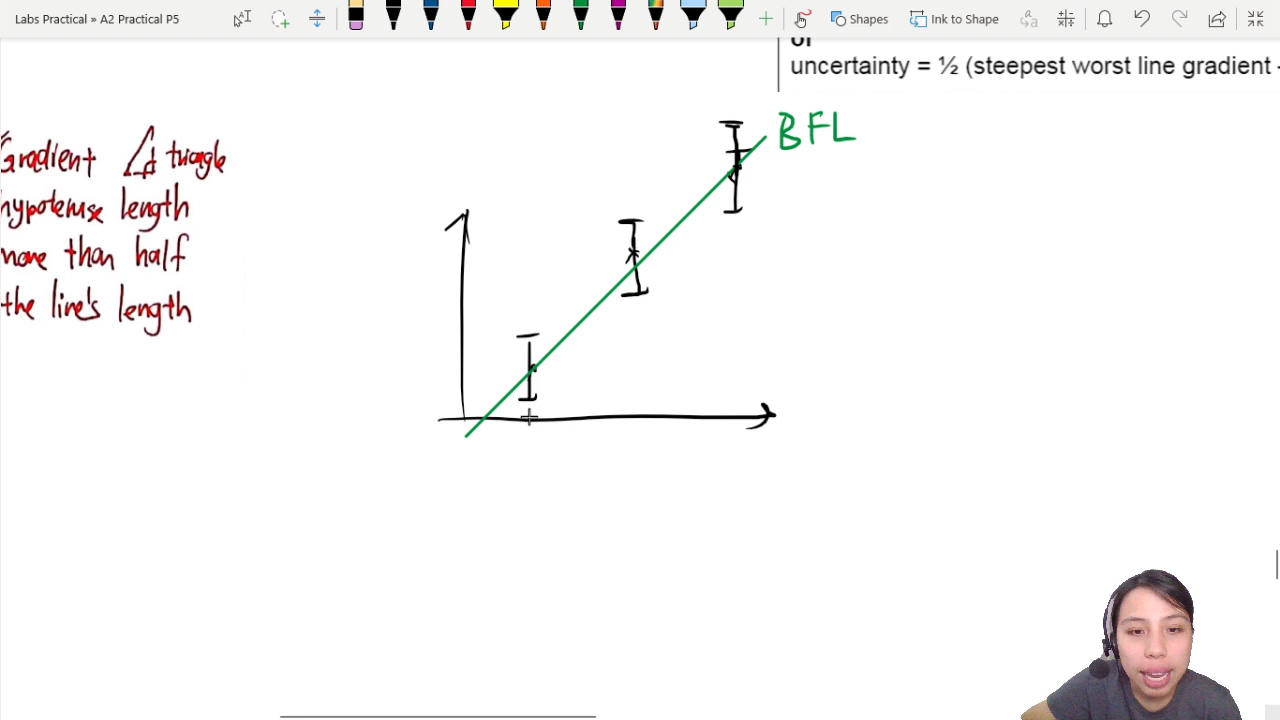 Labs Practical » A2 Practical P5
Shapes
Ink to Shape
or
uncertainty = ½ (steepest worst line gradient -
Gradient triangle
hypotenuse length
more than half
the line's length
BFL